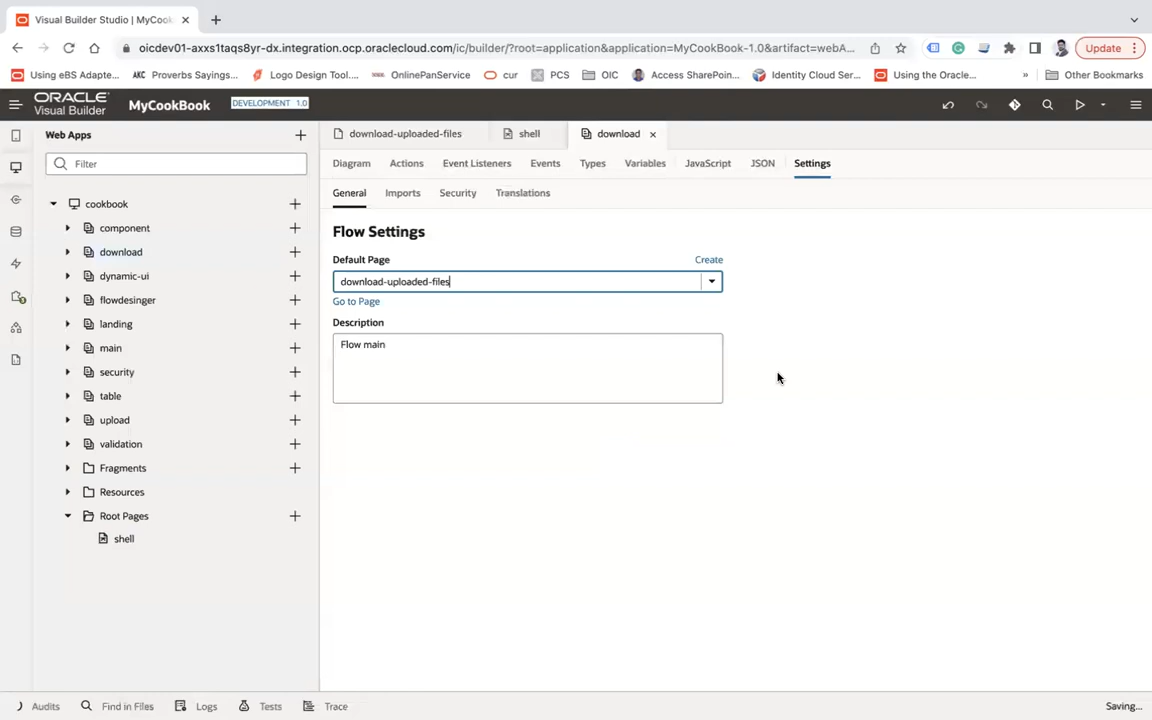 Visual Builder Studio | MyCook
oicdev01-axxs1taqs8yr-dx.integration.ocp.oraclecloud.com/ic/builder/?root=application&application=MyCookBook-1.0&artifact=webA...
Update
Using eBS Adapte...
AKC Proverbs Sayings...
Logo Design Tool....
OnlinePanService
cur
PCS
OIC
Access SharePoin...
Identity Cloud Ser...
Using the Oracle...
»
Other Bookmarks
ORACLE
Visual Builder
MyCookBook
DEVELOPMENT 1.0
Web Apps
download-uploaded-files
shell
download
Filter
Diagram
Actions
Event Listeners
Events
Types
Variables
JavaScript
JSON
Settings
General
Imports
Security
Translations
cookbook
component
download
dynamic-ui
flowdesinger
landing
main
security
table
upload
validation
Fragments
Resources
Root Pages
shell
Flow Settings
Default Page
Create
download-uploaded-files
Go to Page
Description
Flow main
Audits
Find in Files
Logs
Tests
Trace
Saving...